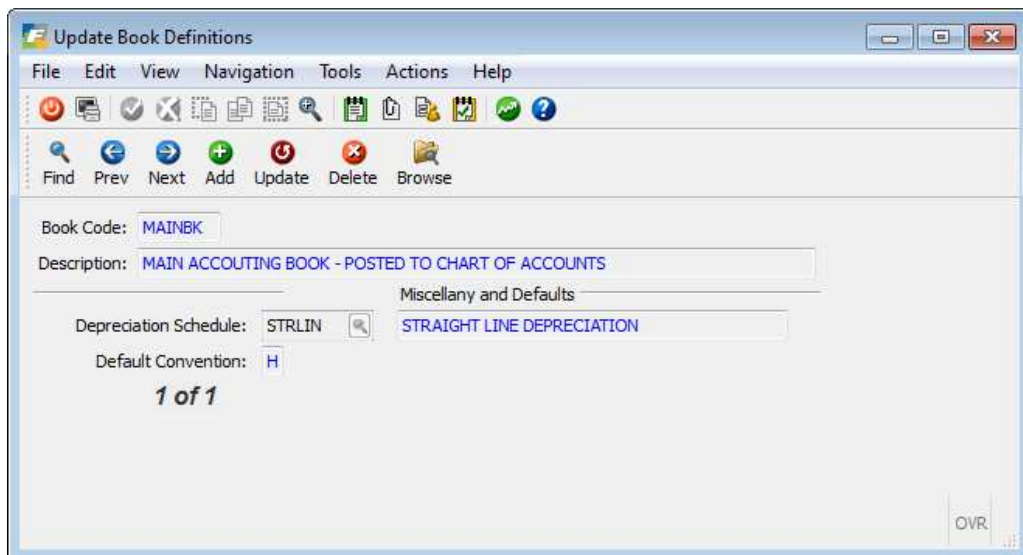 Update Book Definitions
File Edit View Navigation Tools Actions Help
Find Prev Next Add Update Delete Browse
Book Code: MAINBK
Description: MAIN ACCOUTING BOOK - POSTED TO CHART OF ACCOUNTS
Miscellany and Defaults
Depreciation Schedule: STRLIN STRAIGHT LINE DEPRECIATION
Default Convention: H
1 of 1
OVR